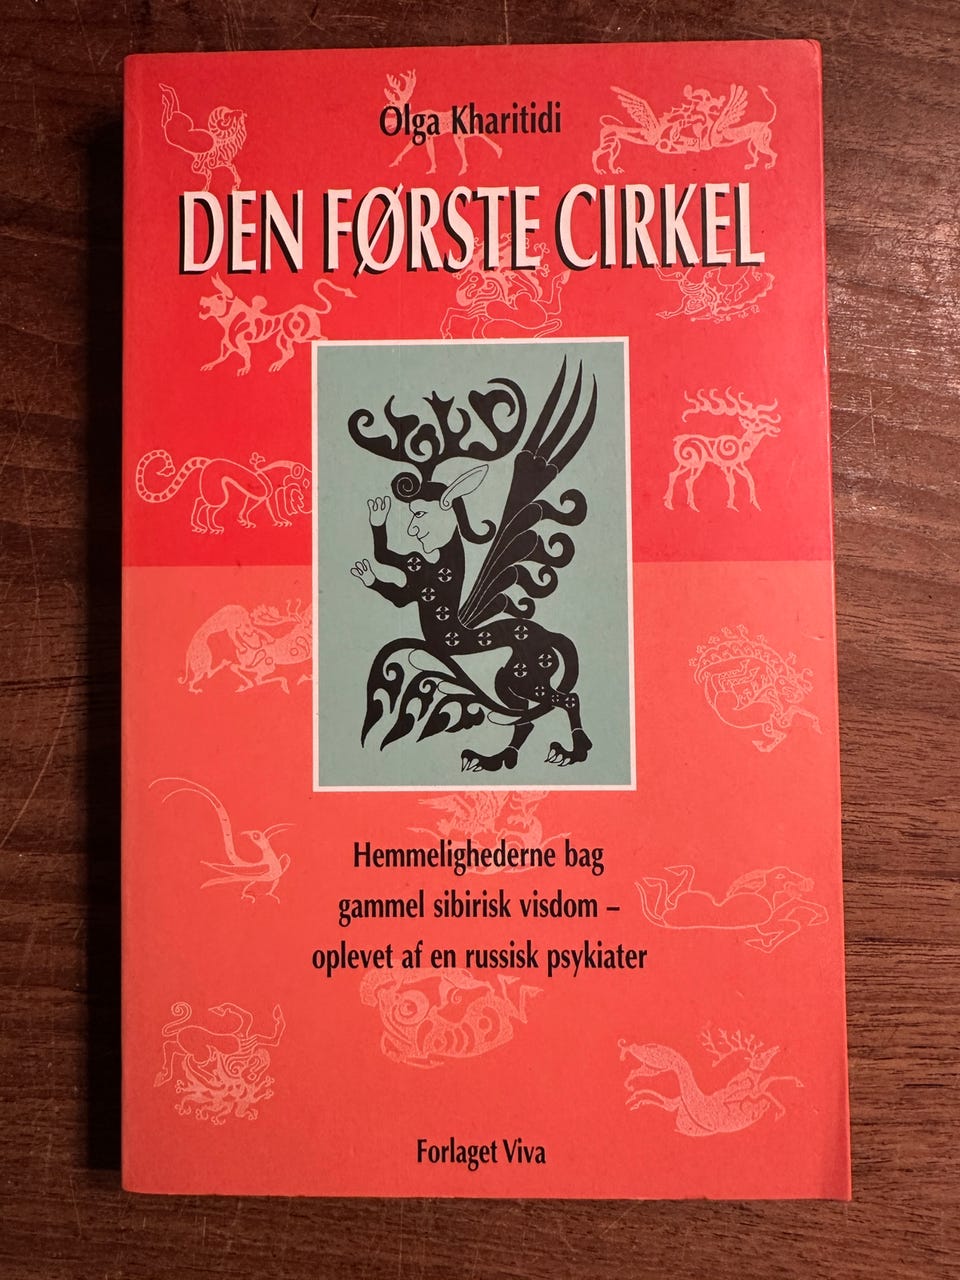 Olga Kharitidi
DEN FØRSTE CIRKEL
Hemmelighederne bag
gammel sibirisk visdom –
oplevet af en russisk psykiater
Forlaget Viva